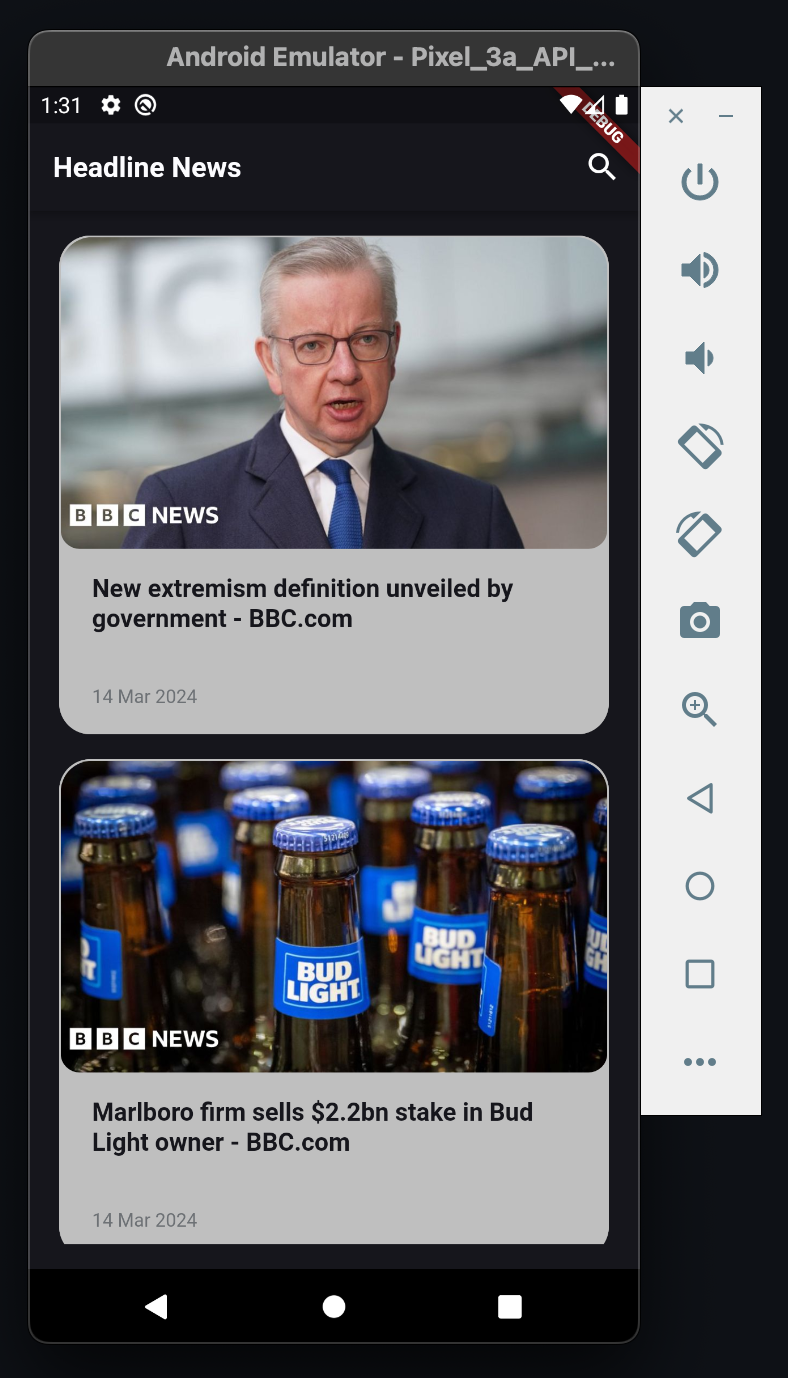 Android Emulator - Pixel_3a_API_...
1:31
DEBUG
Headline News
BBC NEWS
New extremism definition unveiled by
government - BBC.com
14 Mar 2024
BUD
LIGHT
BUD
LIGHT
BBC NEWS
Marlboro firm sells $2.2bn stake in Bud
Light owner - BBC.com
14 Mar 2024